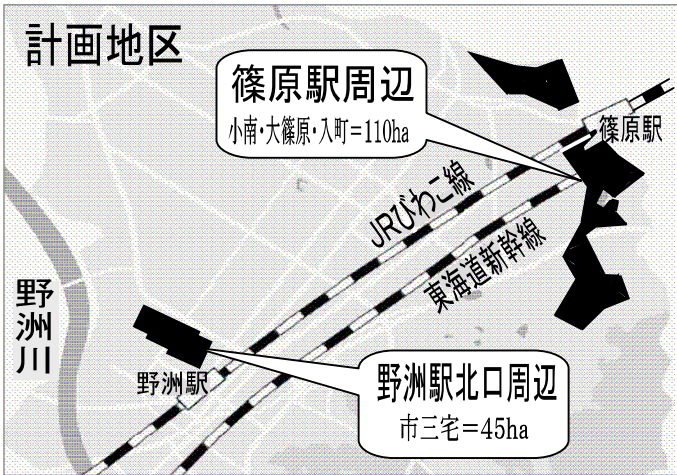 計画地区
篠原駅周辺
小南・大篠原・入町=110ha
篠原駅
JRびわこ線
東海道新幹線
野洲川
野洲駅
野洲駅北口周辺
市三宅=45ha